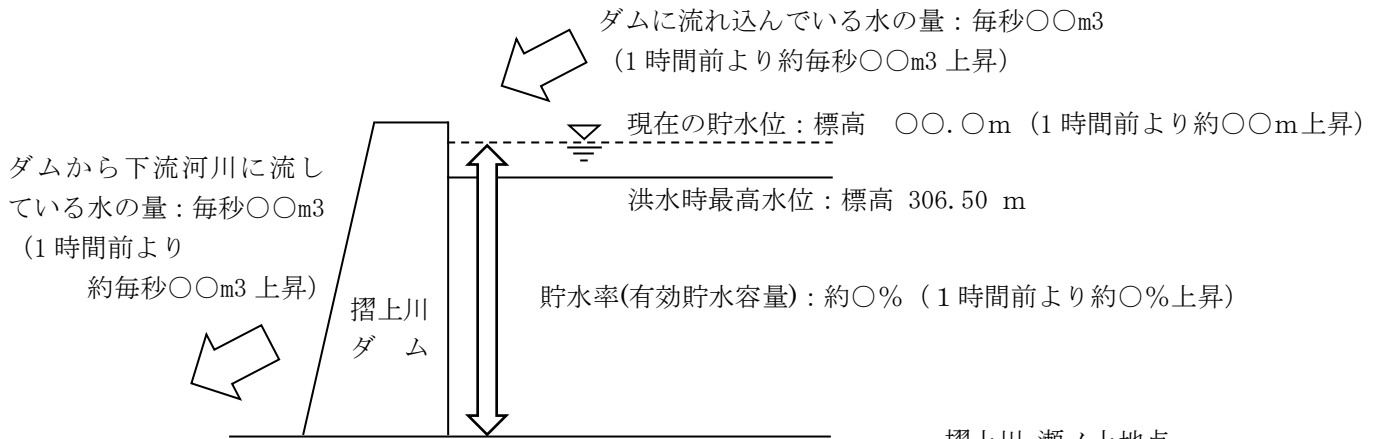 ダムに流れ込んでいる水の量：毎秒○○m3
（1時間前より約毎秒○○m3 上昇）
現在の貯水位：標高　○○.○m（1時間前より約○○ｍ上昇）
ダムから下流河川に流し
ている水の量：毎秒○○m3
（1時間前より
約毎秒○○m3 上昇）
洪水時最高水位：標高 306.50 m
貯水率(有効貯水容量)：約○%（１時間前より約○%上昇）
摺上川
ダ　ム